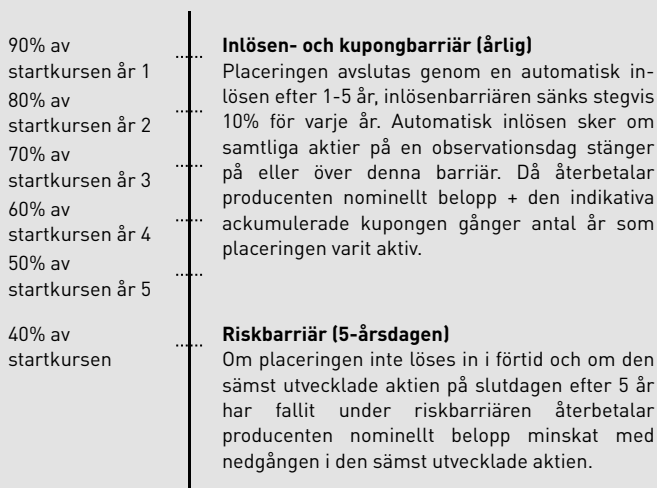 90% av
startkursen år 1
80% av
startkursen år 2
70% av
startkursen år 3
60% av
startkursen år 4
50% av
startkursen år 5
40% av
startkursen
Inlösen- och kupongbarriär (årlig)
Placeringen avslutas genom en automatisk in-
lösen efter 1-5 år, inlösenbarriären sänks stegvis
10% för varje år. Automatisk inlösen sker om
samtliga aktier på en observationsdag stänger
på eller över denna barriär. Då återbetalar
producenten nominellt belopp + den indikativa
ackumulerade kupongen gånger antal år som
placeringen varit aktiv.
Riskbarriär (5-årsdagen)
Om placeringen inte löses in i förtid och om den
sämst utvecklade aktien på slutdagen efter 5 år
har fallit under riskbarriären återbetalar
producenten nominellt belopp minskat med
nedgången i den sämst utvecklade aktien.